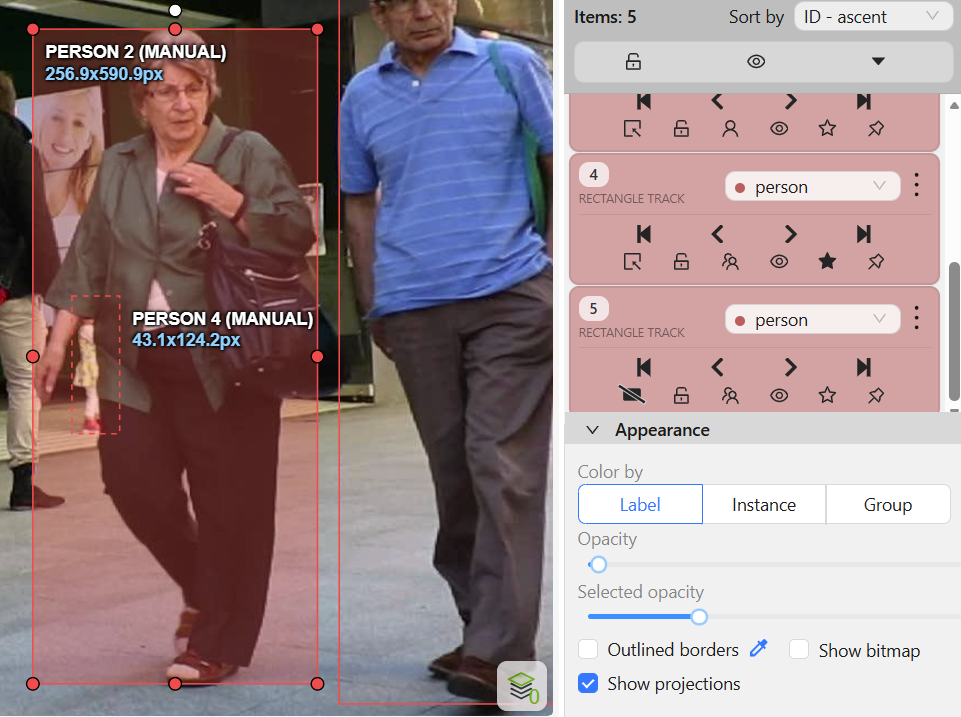 Items: 5
Sort by
ID - ascent
PERSON 2 (MANUAL)
256.9x590.9px
4
RECTANGLE TRACK
person
PERSON 4 (MANUAL)
43.1x124.2px
5
RECTANGLE TRACK
person
Appearance
Color by
Label
Instance
Group
Opacity
Selected opacity
Outlined borders
Show bitmap
Show projections
0